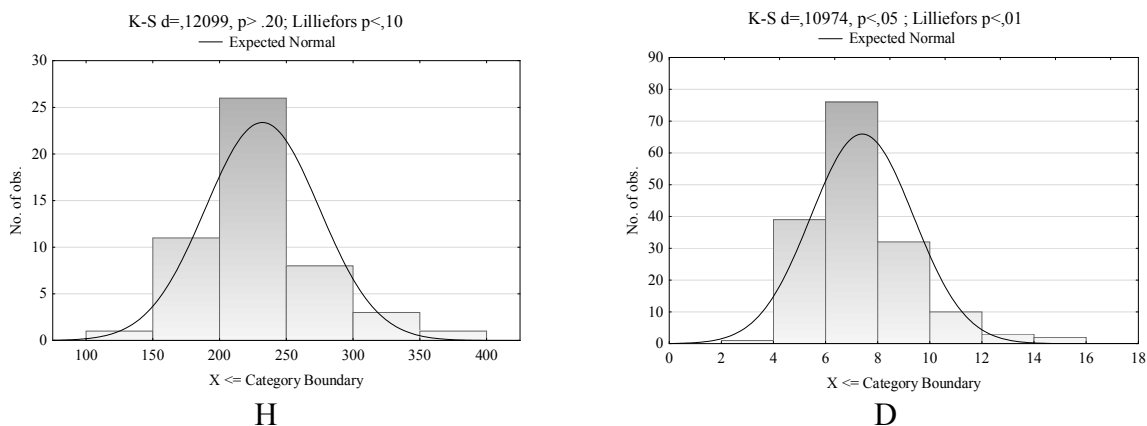 K-S d=,12099, p> .20; Lilliefors p<,10
Expected Normal
30
25
20
15
10
5
0
No. of obs.
100 150 200 250 300 350 400
X <= Category Boundary
H
K-S d=,10974, p<,05 ; Lilliefors p<,01
Expected Normal
90
80
70
60
50
40
30
20
10
0
No. of obs.
0 2 4 6 8 10 12 14 16 18
X <= Category Boundary
D